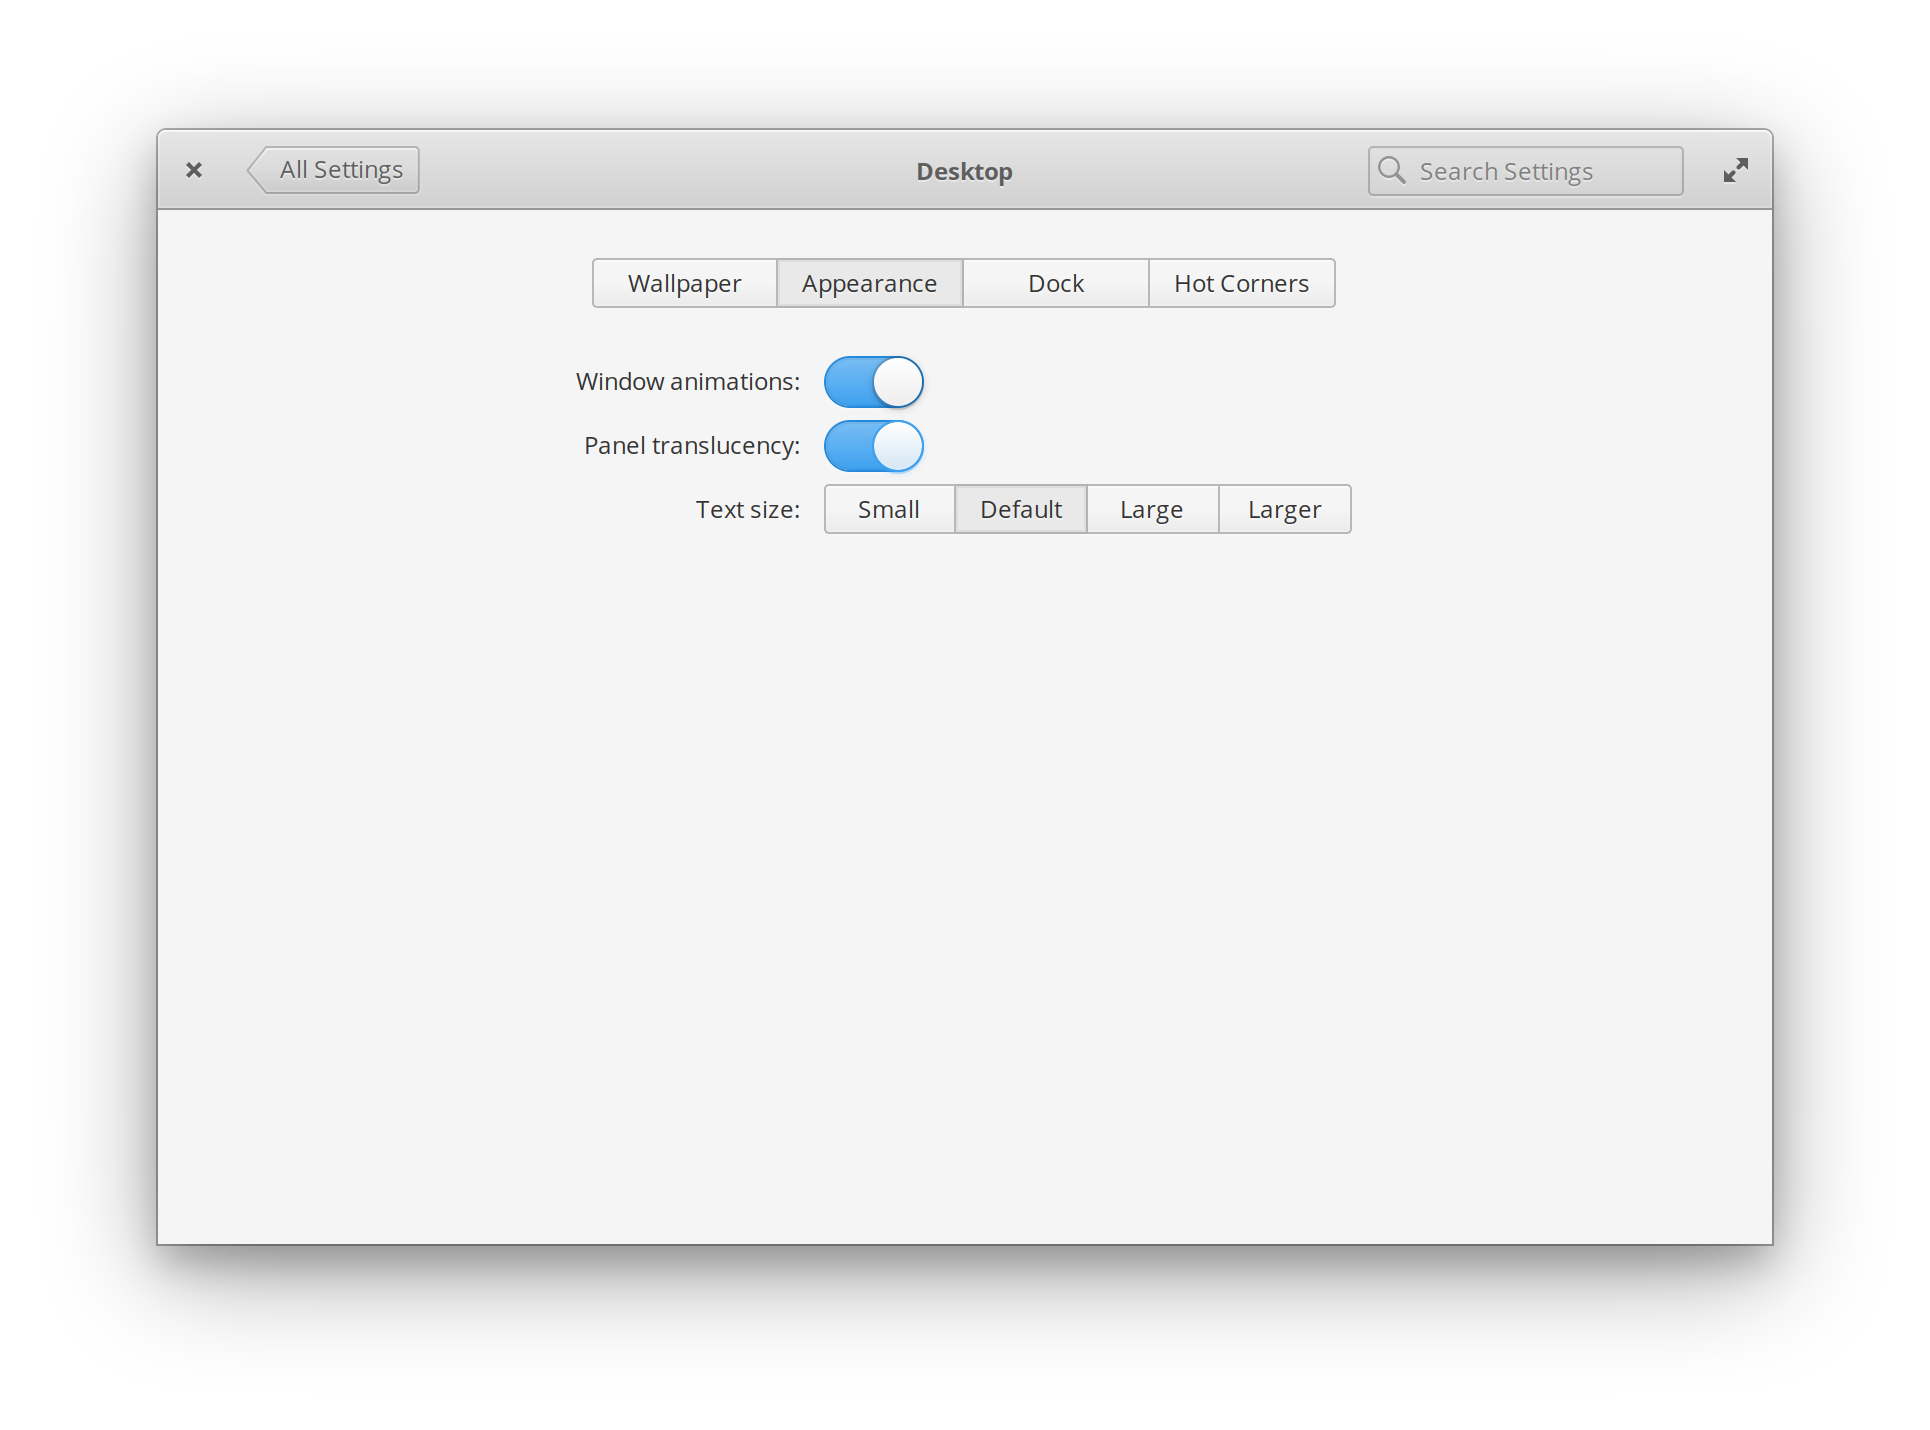 All Settings Desktop Search Settings
Wallpaper Appearance Dock Hot Corners
Window animations:
Panel translucency:
Text size: Small Default Large Larger